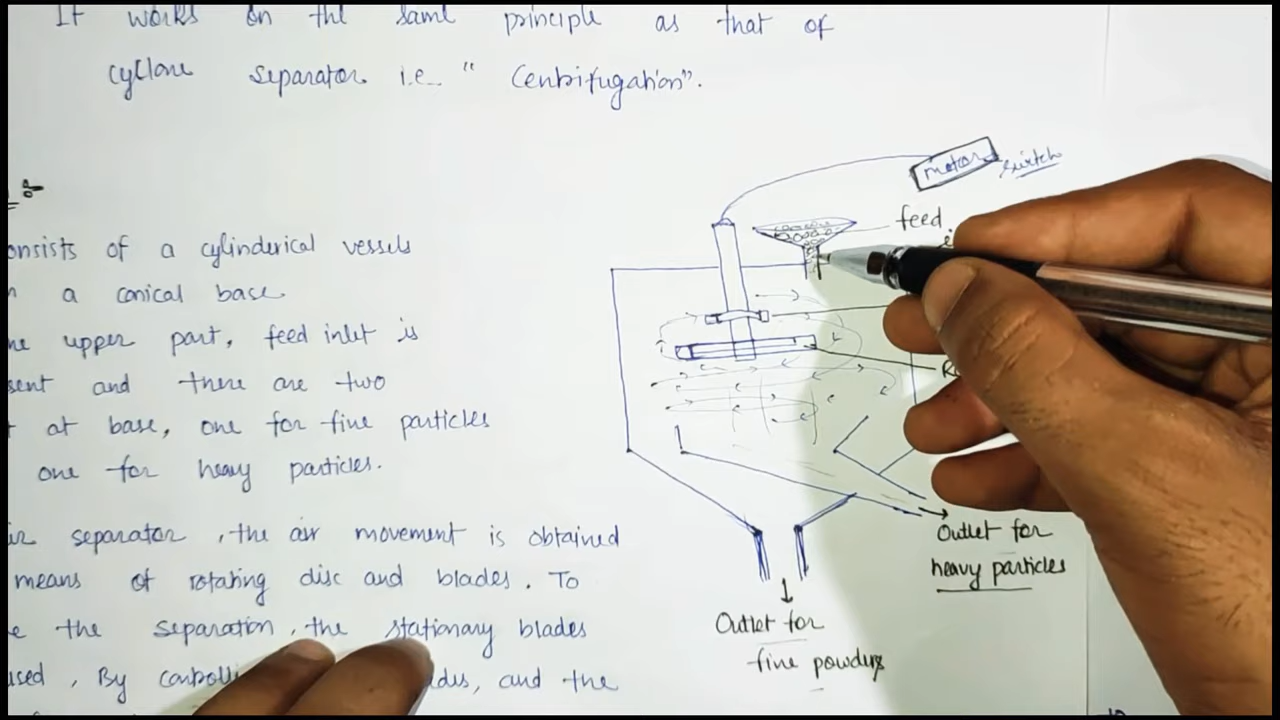 It works on the same principle as that of
cyclone separator i.e. " Centrifugation".
onsists of a cylinderical vessels
a conical base
upper part, feed inlet is
sent and there are two
at base, one for fine particles
one for heavy particles.
separator, the air movement is obtained
means of rotating disc and blades. To
the separation, the stationary blades
used, By and the
motor
switch
feed
Outlet for
heavy particles
Outlet for
fine powders